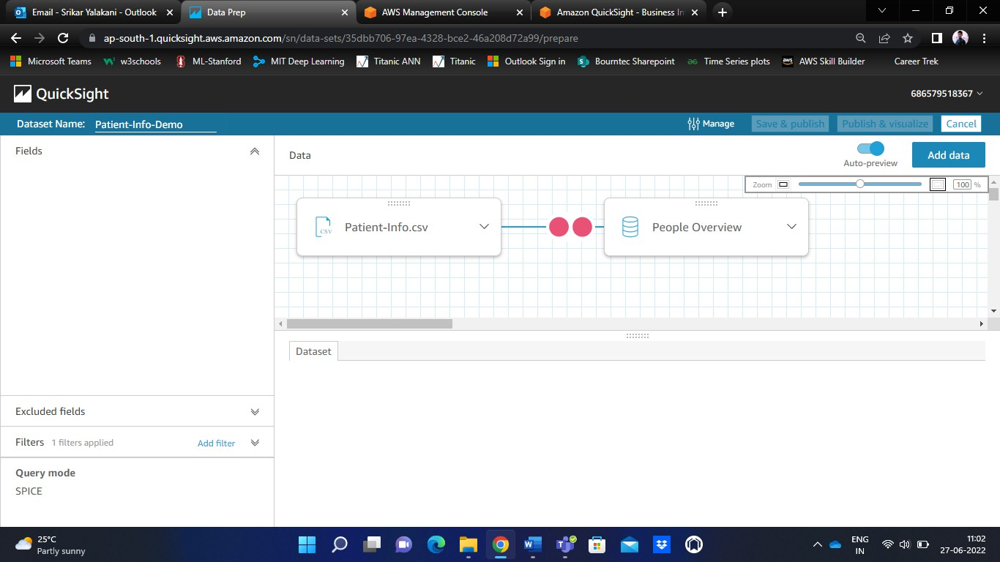 Email - Srikar Yalakani - Outlook
Data Prep
AWS Management Console
Amazon QuickSight - Business In
ap-south-1.quicksight.aws.amazon.com/sn/data-sets/35dbb706-97ea-4328-bce2-46a208d72a99/prepare
Microsoft Teams
w3schools
ML-Stanford
MIT Deep Learning
Titanic ANN
Titanic
Outlook Sign in
Bourntec Sharepoint
Time Series plots
aws
AWS Skill Builder
Career Trek
QuickSight
686579518367
Dataset Name: Patient-Info-Demo
Manage
Save & publish
Publish & visualize
Cancel
Fields
Data
Auto-preview
Add data
Zoom
100 %
CSV
Patient-Info.csv
People Overview
Dataset
Excluded fields
Filters 1 filters applied
Add filter
Query mode
SPICE
25°C
Partly sunny
ENG
IN
11:02
27-06-2022